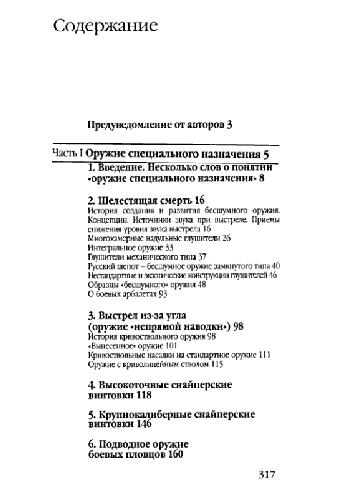 Содержание
Предуведомление от авторов 3
Часть I Оружие специального назначения 5
1. Введение. Несколько слов о понятии
«оружие специального назначения» 8
2. Шелестящая смерть 16
История создания и развития бесшумного оружия.
Концепции. Источники звука при выстреле. Приемы
снижения уровня звука выстрела 16
Многокамерные надульные глушители 26
Интегральное оружие 33
Глушители механического типа 37
Русский шепот – бесшумное оружие замкнутого типа 40
Нестандартные и экзотические конструкции глушителей 46
Образцы «бесшумного» оружия 48
О боевых арбалетах 93
3. Выстрел из-за угла
(оружие «непрямой наводки») 98
История кривоствольного оружия 98
«Вынесенное» оружие 101
Кривоствольные насадки на стандартное оружие 111
Оружие с криволинейным стволом 115
4. Высокоточные снайперские
винтовки 118
5. Крупнокалиберные снайперские
винтовки 146
6. Подводное оружие
боевых пловцов 160
317